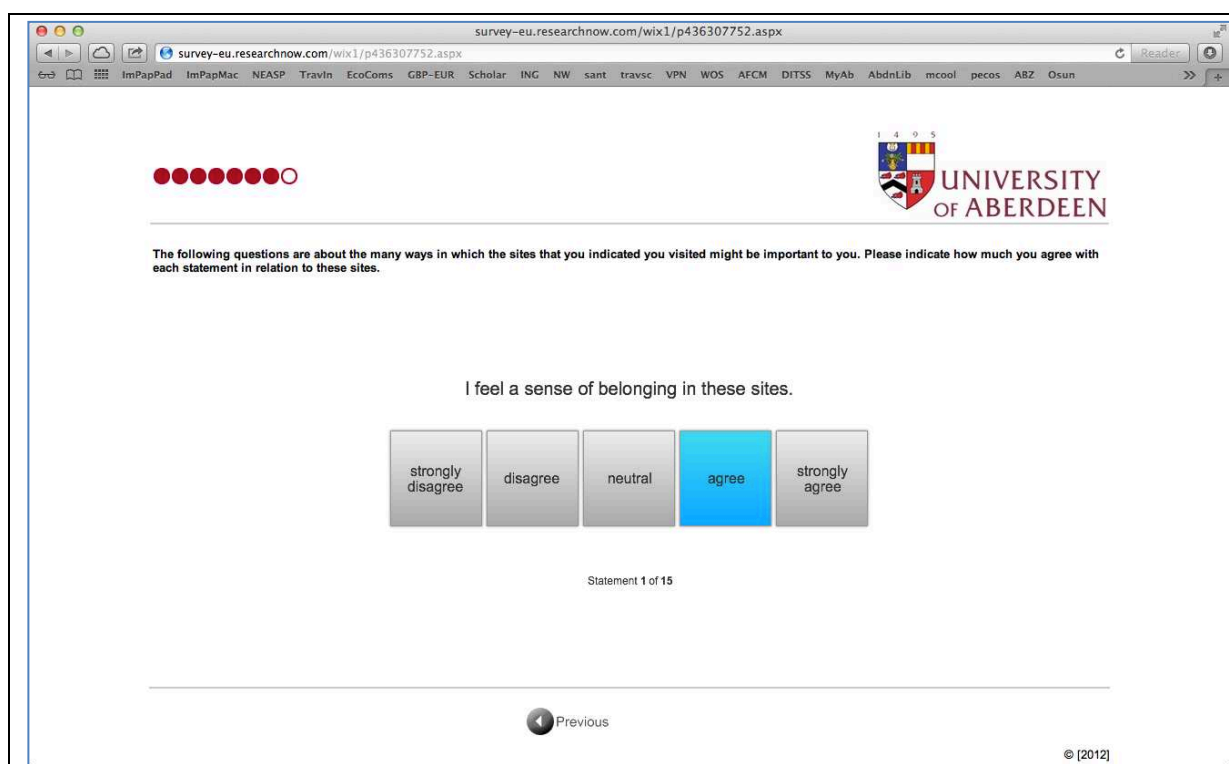 survey-eu.researchnow.com/wix1/p436307752.aspx
survey-eu.researchnow.com/wix1/p436307752.aspx
Reader
ImPapPad ImPapMac NEASP TravIn EcoComs GBP-EUR Scholar ING NW sant travsc VPN WOS AFCM DITSS MyAb AbdnLib mcool pecos ABZ Osun
1 4 9 5
UNIVERSITY
OF ABERDEEN
The following questions are about the many ways in which the sites that you indicated you visited might be important to you. Please indicate how much you agree with
each statement in relation to these sites.
I feel a sense of belonging in these sites.
strongly
disagree
disagree
neutral
agree
strongly
agree
Statement 1 of 15
Previous
© [2012]